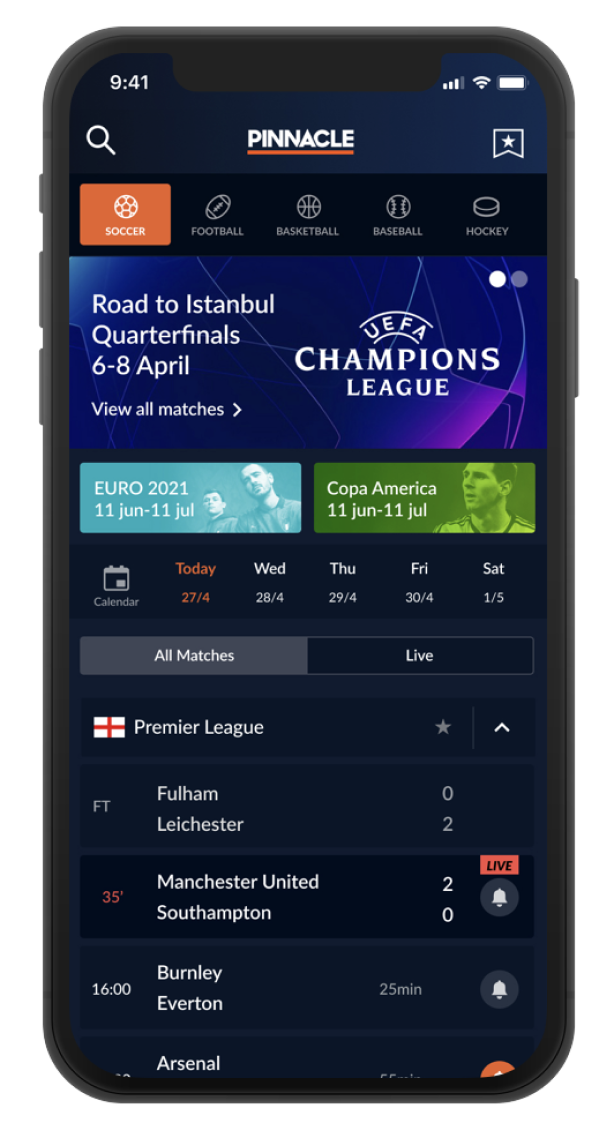 9:41
PINNACLE
SOCCER FOOTBALL BASKETBALL BASEBALL HOCKEY
Road to Istanbul
Quarterfinals
6-8 April
View all matches
UEFA
CHAMPIONS
LEAGUE
EURO 2021
11 jun-11 jul
Copa America
11 jun-11 jul
Calendar
Today Wed Thu Fri Sat
27/4 28/4 29/4 30/4 1/5
All Matches Live
Premier League
FT
Fulham 0
Leichester 2
LIVE
35'
Manchester United 2
Southampton 0
16:00
Burnley
Everton
25min
Arsenal